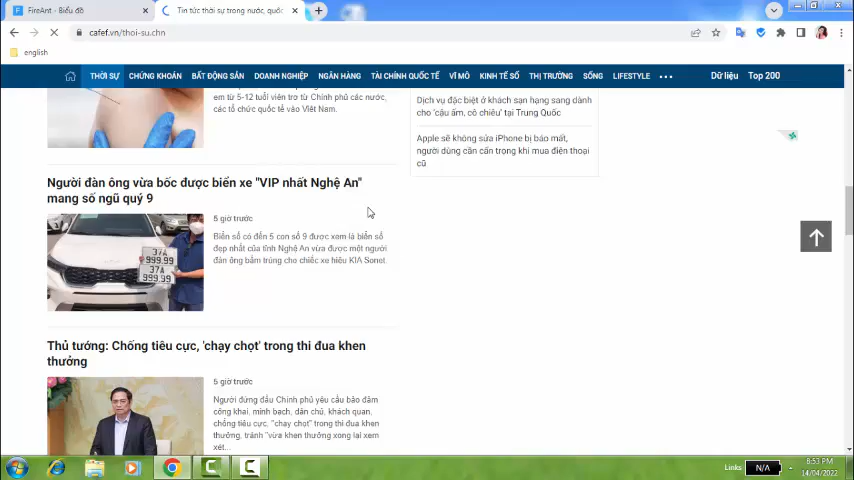 FireAnt - Biểu đồ
Tin tức thời sự trong nước, quốc
cafef.vn/thoi-su.chn
english
THỜI SỰ CHỨNG KHOÁN BẤT ĐỘNG SẢN DOANH NGHIỆP NGÂN HÀNG TÀI CHÍNH QUỐC TẾ VĨ MÔ KINH TẾ SỐ THỊ TRƯỜNG SỐNG LIFESTYLE Dữ liệu Top 200
em từ 5-12 tuổi viện trợ từ Chính phủ các nước,
các tổ chức quốc tế vào Việt Nam.
Dịch vụ đặc biệt ở khách sạn hạng sang dành
cho 'cậu ấm, cô chiêu' tại Trung Quốc
Apple sẽ không sửa iPhone bị báo mất,
người dùng cần cẩn trọng khi mua điện thoại
cũ
Người đàn ông vừa bốc được biển xe "VIP nhất Nghệ An"
mang số ngũ quý 9
5 giờ trước
Biển số có đến 5 con số 9 được xem là biển số
đẹp nhất của tỉnh Nghệ An vừa được một người
đàn ông bấm trúng cho chiếc xe hiệu KIA Sonet.
37A
999.99
37A
999.99
Thủ tướng: Chống tiêu cực, 'chạy chọt' trong thi đua khen
thưởng
5 giờ trước
Người đứng đầu Chính phủ yêu cầu bảo đảm
công khai, minh bạch, dân chủ, khách quan,
chống tiêu cực, "chạy chọt" trong thi đua khen
thưởng, tránh "vừa khen thưởng xong lại xem
xét...
Links N/A
8:53 PM
14/04/2022